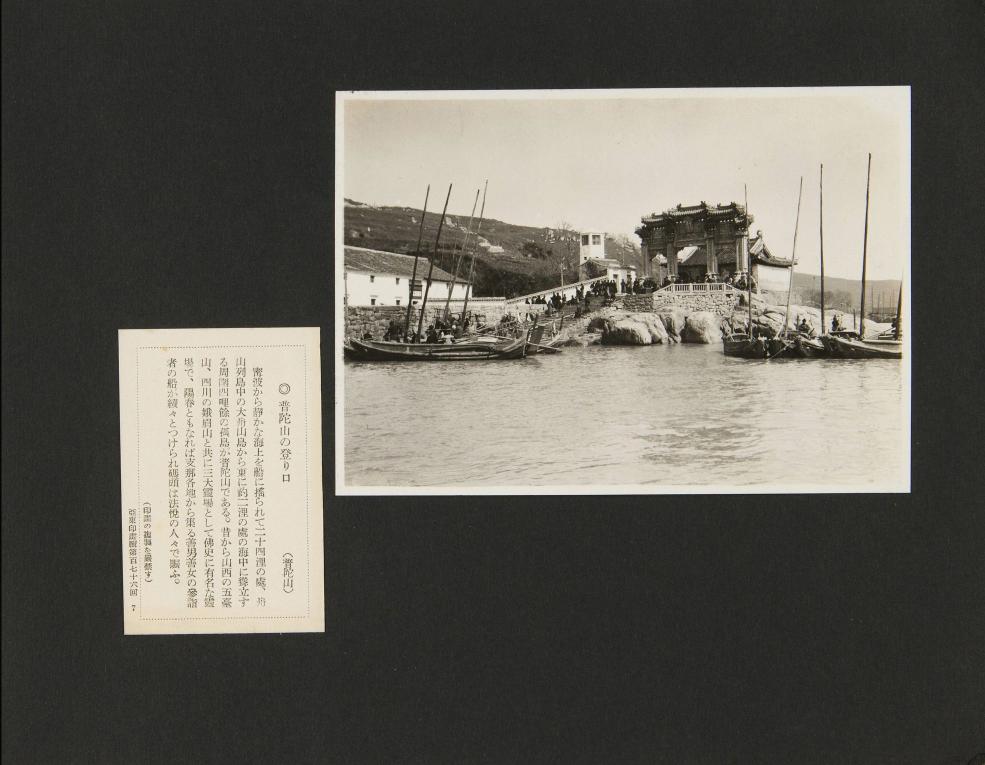 ◎普陀山の登り口
(普陀山)
寧波から靜かな海上を船に搖られて二十四浬の處、舟
山列島中の大舟山島から東に約二浬の處の海中に聳立す
る周圍四哩餘の孤島が普陀山である。昔から山西の五臺
山、四川の峨眉山と共に三大靈場として佛史に有名な靈
場で、陽春ともなれば支那各地から集る善男善女の參詣
者の船が續々とつけられ碼頭は法悅の人々で賑ふ。
(印畫の複製を嚴禁す)
亞東印畫輯第百七十六回 7